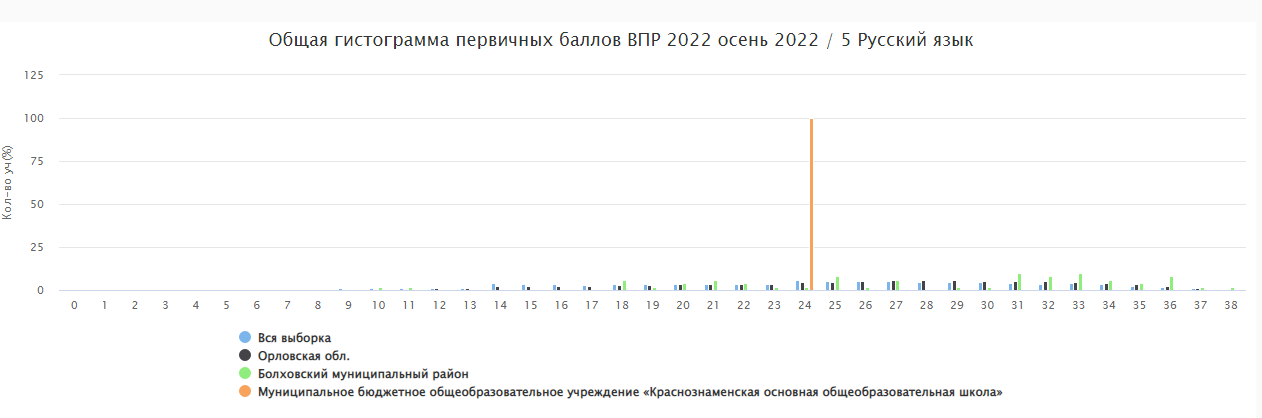 Общая гистограмма первичных баллов ВПР 2022 осень 2022 / 5 Русский язык
125
100
75
50
25
0
Кол-во уч (%)
0 1 2 3 4 5 6 7 8 9 10 11 12 13 14 15 16 17 18 19 20 21 22 23 24 25 26 27 28 29 30 31 32 33 34 35 36 37 38
Вся выборка
Орловская обл.
Болховский муниципальный район
Муниципальное бюджетное общеобразовательное учреждение «Краснознаменская основная общеобразовательная школа»